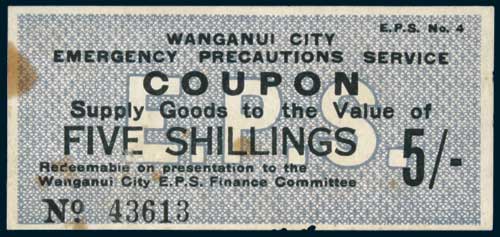 E.P.S. No. 4
WANGANUI CITY
EMERGENCY PRECAUTIONS SERVICE
COUPON
Supply Goods to the Value of
FIVE SHILLINGS 5/-
E.P.S.
Redeemable on presentation to the
Wanganui City E.P.S. Finance Committee
Nº 43613